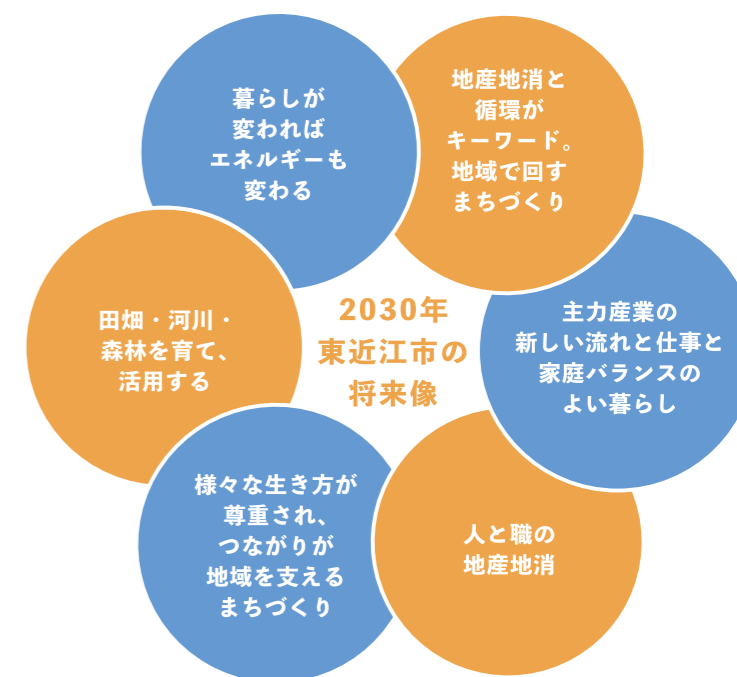 暮らしが
変われば
エネルギーも
変わる
地産地消と
循環が
キーワード。
地域で回す
まちづくり
主力産業の
新しい流れと仕事と
家庭バランスの
よい暮らし
人と職の
地産地消
様々な生き方が
尊重され、
つながりが
地域を支える
まちづくり
田畑・河川・
森林を育て、
活用する
2030年
東近江市の
将来像